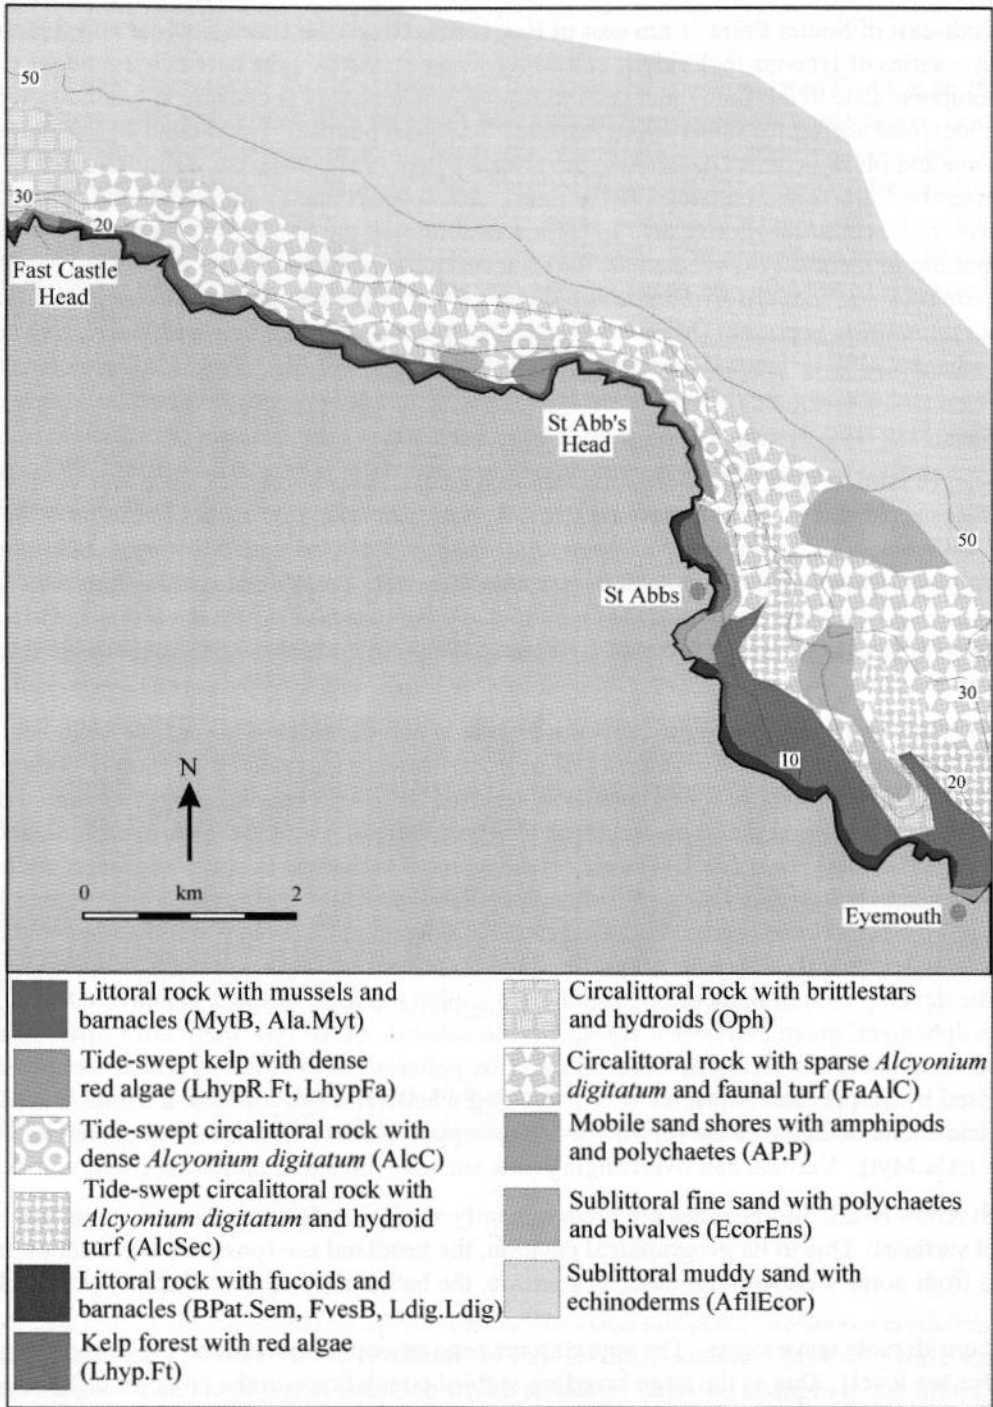 50
30
20
Fast Castle
Head
St Abb's
Head
50
St Abbs
30
10
20
N
0 km 2
Eyemouth
Littoral rock with mussels and
barnacles (MytB, Ala.Myt)
Tide-swept kelp with dense
red algae (LhypR.Ft, LhypFa)
Tide-swept circalittoral rock with
dense Alcyonium digitatum (AlcC)
Tide-swept circalittoral rock with
Alcyonium digitatum and hydroid
turf (AlcSec)
Littoral rock with fucoids and
barnacles (BPat.Sem, FvesB, Ldig.Ldig)
Kelp forest with red algae
(Lhyp.Ft)
Circalittoral rock with brittlestars
and hydroids (Oph)
Circalittoral rock with sparse Alcyonium
digitatum and faunal turf (FaAlC)
Mobile sand shores with amphipods
and polychaetes (AP.P)
Sublittoral fine sand with polychaetes
and bivalves (EcorEns)
Sublittoral muddy sand with
echinoderms (AfilEcor)